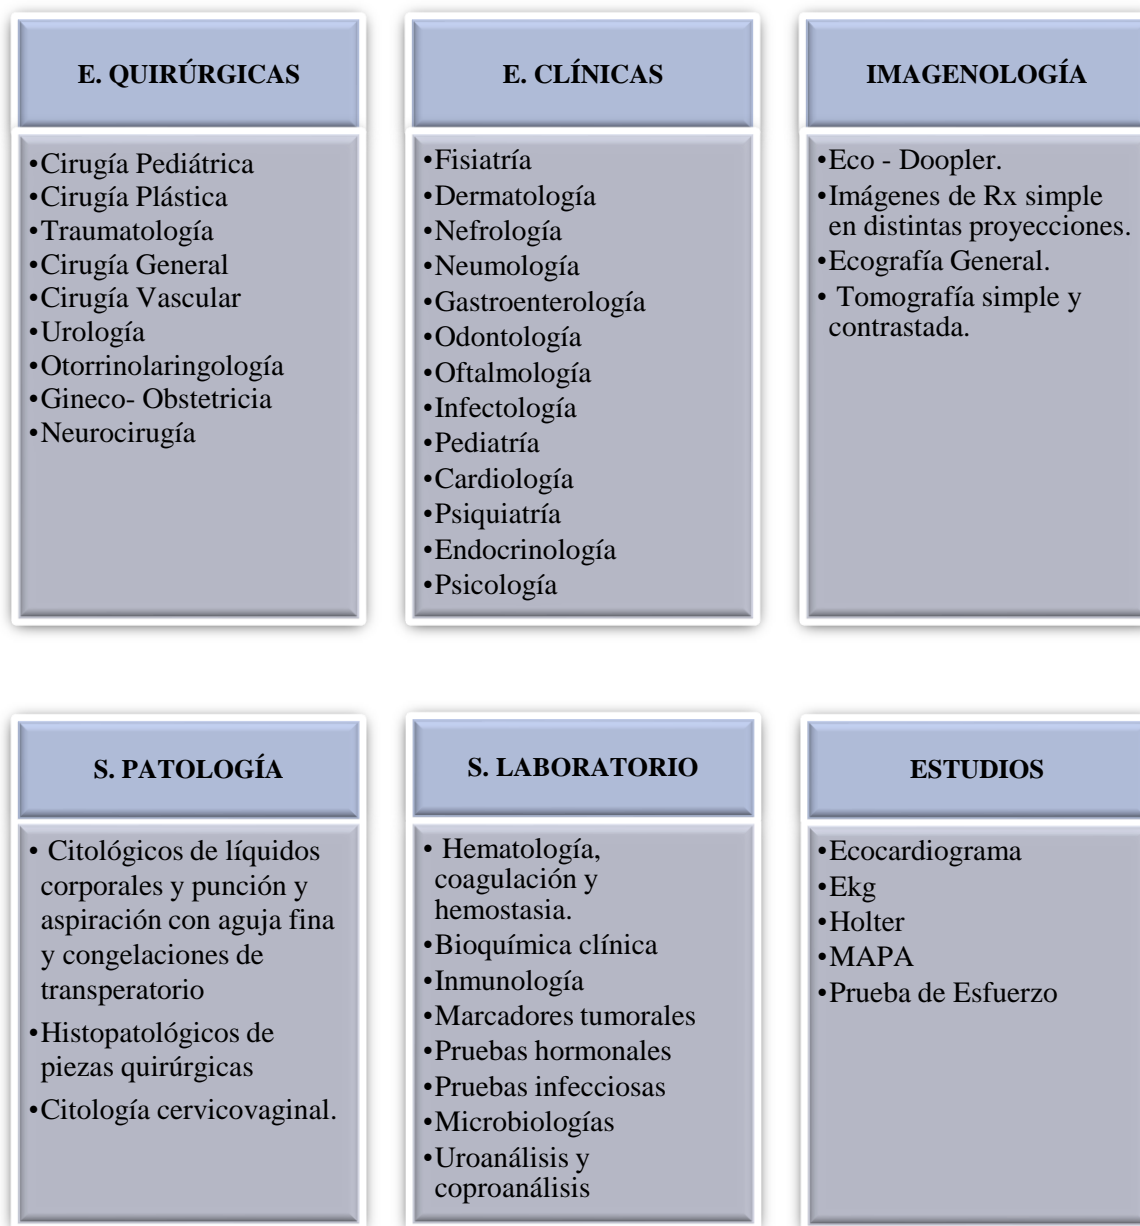 E. QUIRÚRGICAS
•Cirugía Pediátrica
•Cirugía Plástica
•Traumatología
•Cirugía General
•Cirugía Vascular
•Urología
•Otorrinolaringología
•Gineco- Obstetricia
•Neurocirugía
E. CLÍNICAS
•Fisiatría
•Dermatología
•Nefrología
•Neumología
•Gastroenterología
•Odontología
•Oftalmología
•Infectología
•Pediatría
•Cardiología
•Psiquiatría
•Endocrinología
•Psicología
IMAGENOLOGÍA
•Eco - Doopler.
•Imágenes de Rx simple
en distintas proyecciones.
•Ecografía General.
• Tomografía simple y
contrastada.
S. PATOLOGÍA
• Citológicos de líquidos
corporales y punción y
aspiración con aguja fina
y congelaciones de
transperatorio
•Histopatológicos de
piezas quirúrgicas
•Citología cervicovaginal.
S. LABORATORIO
• Hematología,
coagulación y
hemostasia.
•Bioquímica clínica
•Inmunología
•Marcadores tumorales
•Pruebas hormonales
•Pruebas infecciosas
•Microbiologías
•Uroanálisis y
coproanálisis
ESTUDIOS
•Ecocardiograma
•Ekg
•Holter
•MAPA
•Prueba de Esfuerzo